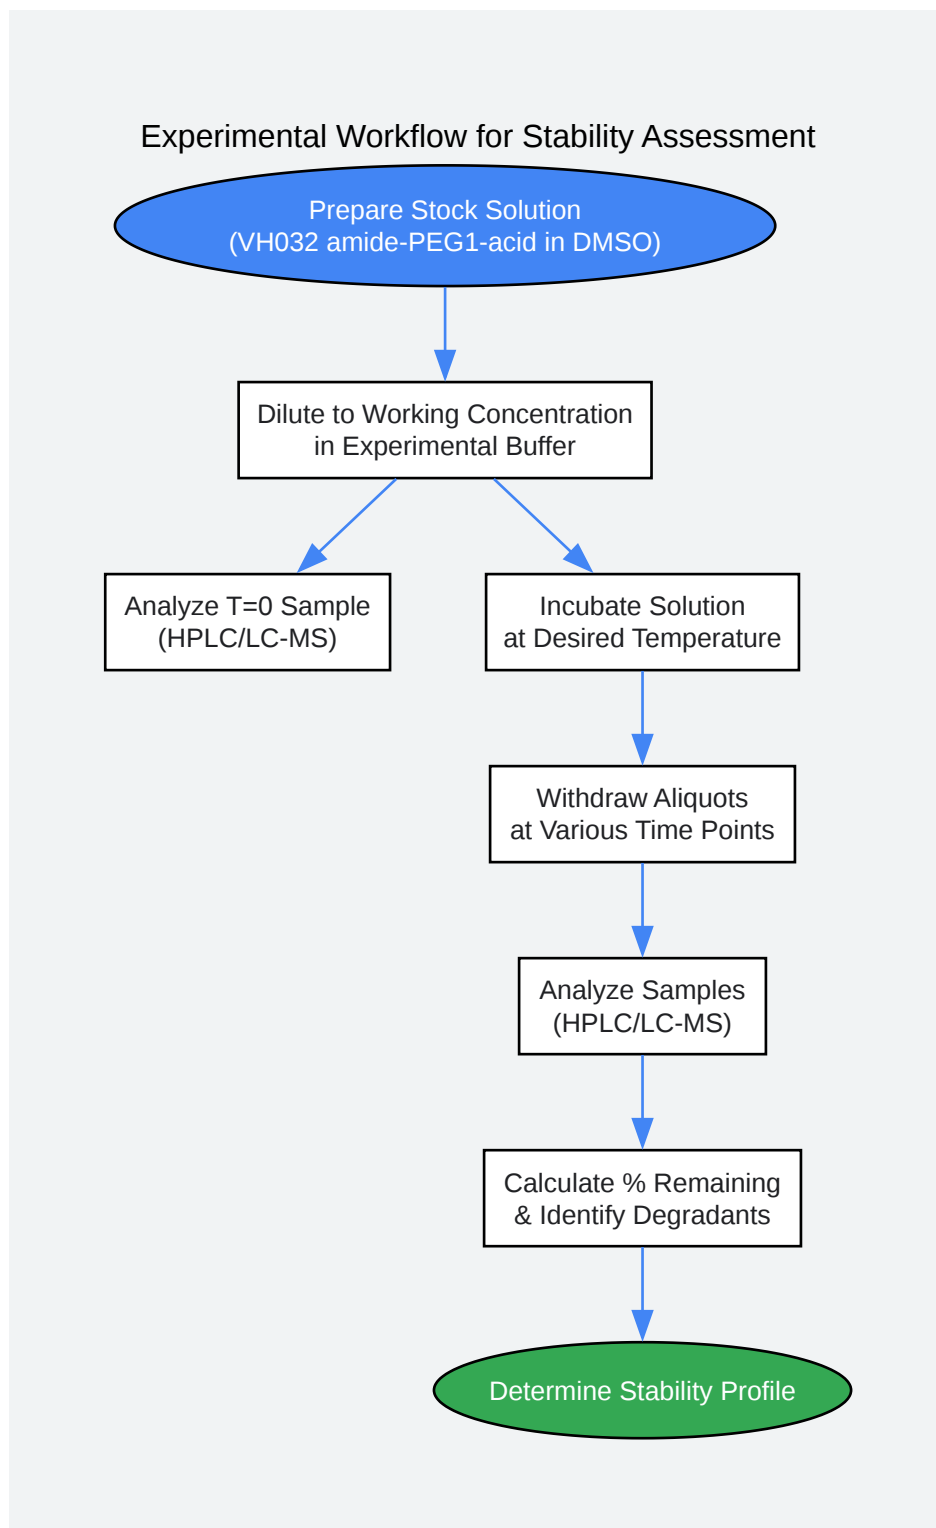 Experimental Workflow for Stability Assessment
Prepare Stock Solution
(VH032 amide-PEG1-acid in DMSO)
Dilute to Working Concentration
in Experimental Buffer
Analyze T=0 Sample
(HPLC/LC-MS)
Incubate Solution
at Desired Temperature
Withdraw Aliquots
at Various Time Points
Analyze Samples
(HPLC/LC-MS)
Calculate % Remaining
& Identify Degradants
Determine Stability Profile